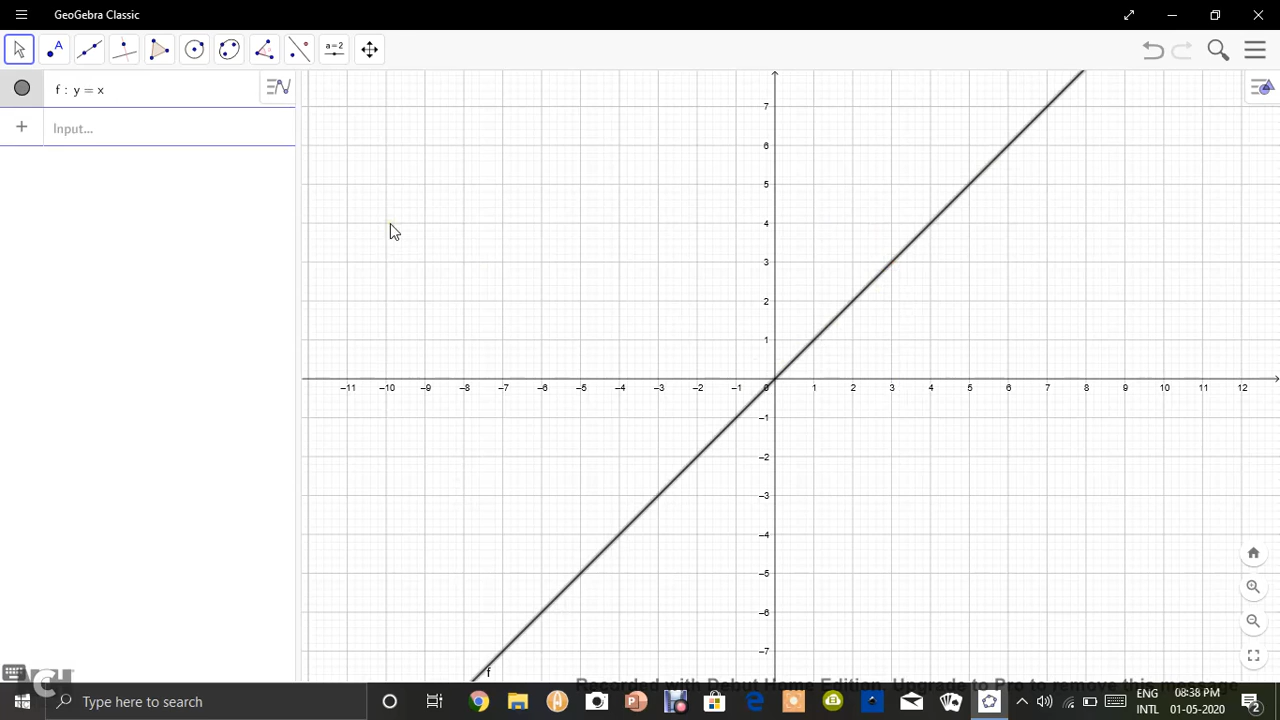 GeoGebra Classic
A
a=2
f : y = x
Input...
7
6
5
4
3
2
1
–11 –10 –9 –8 –7 –6 –5 –4 –3 –2 –1 0 1 2 3 4 5 6 7 8 9 10 11 12
–1
–2
–3
–4
–5
–6
–7
f
Recorded with Debut Home Edition. Upgrade to Pro to remove this message
NCH
Type here to search
ENG
INTL
08:38 PM
01-05-2020
2